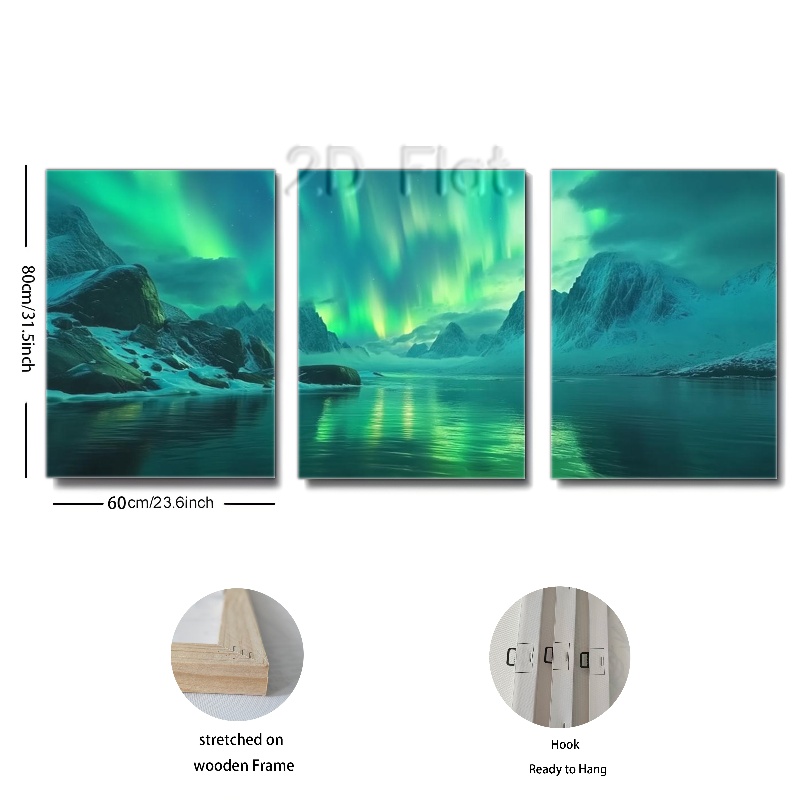 2D Flat
80cm/31.5inch
60cm/23.6inch
stretched on
wooden Frame
Hook
Ready to Hang